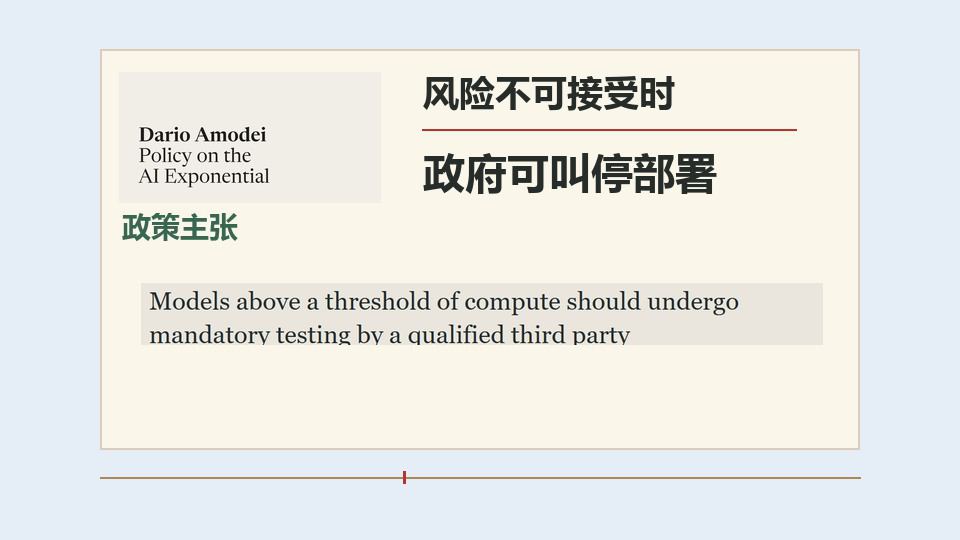 Dario Amodei
Policy on the
AI Exponential
政策主张
风险不可接受时
政府可叫停部署
Models above a threshold of compute should undergo
mandatory testing by a qualified third party